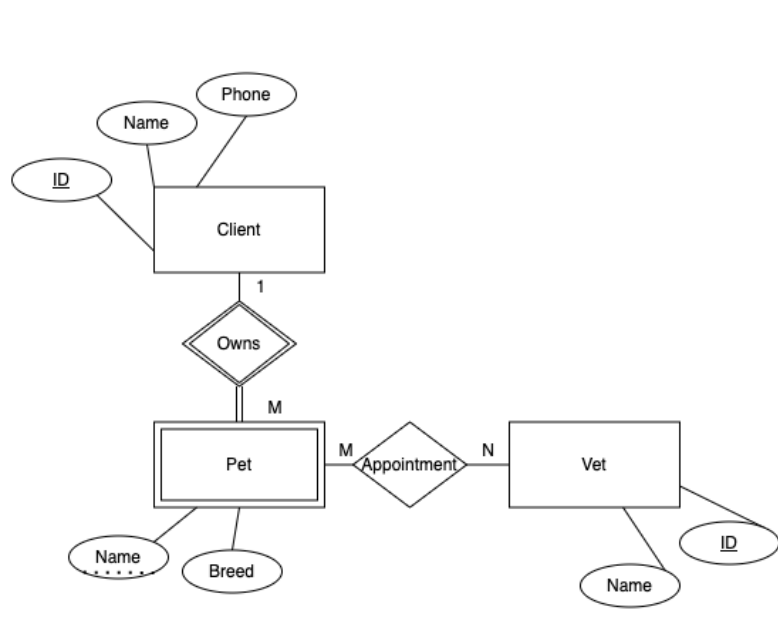 Phone
Name
ID
Client
1
Owns
M
Pet
M
Appointment
N
Vet
Name
Breed
ID
Name